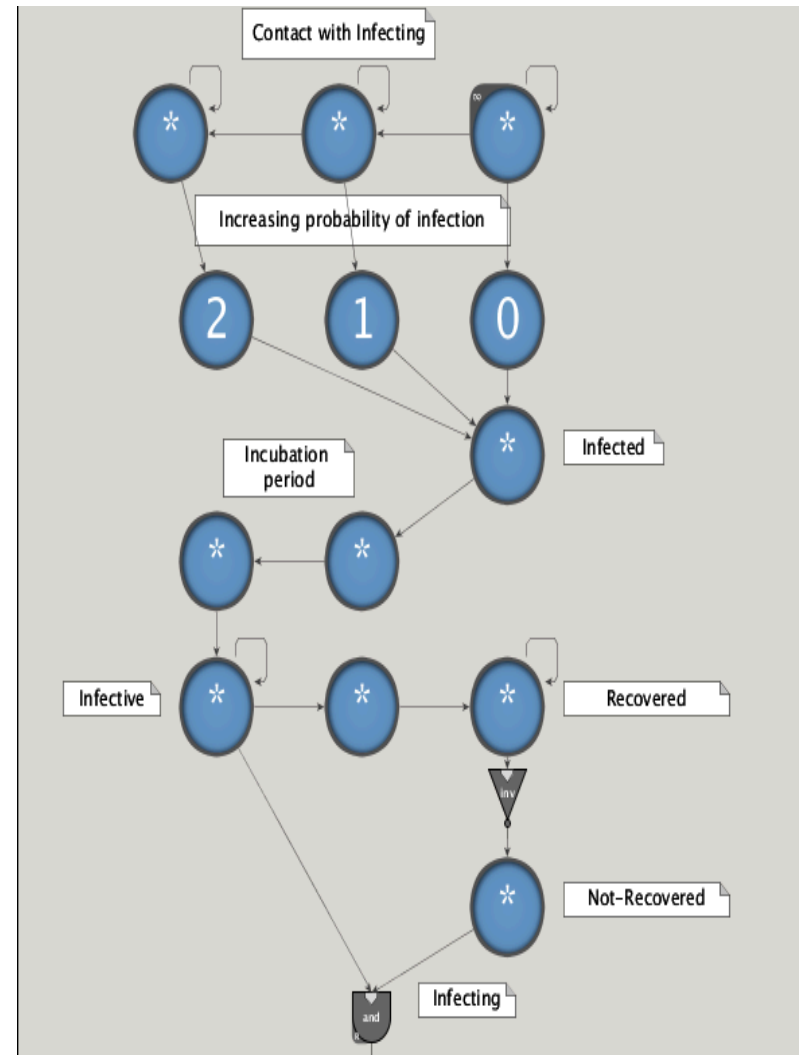 Contact with Infecting
*
*
*
Increasing probability of infection
2
1
0
*
Infected
Incubation
period
*
*
Infective
*
*
*
Recovered
inv
*
Not-Recovered
Infecting
and